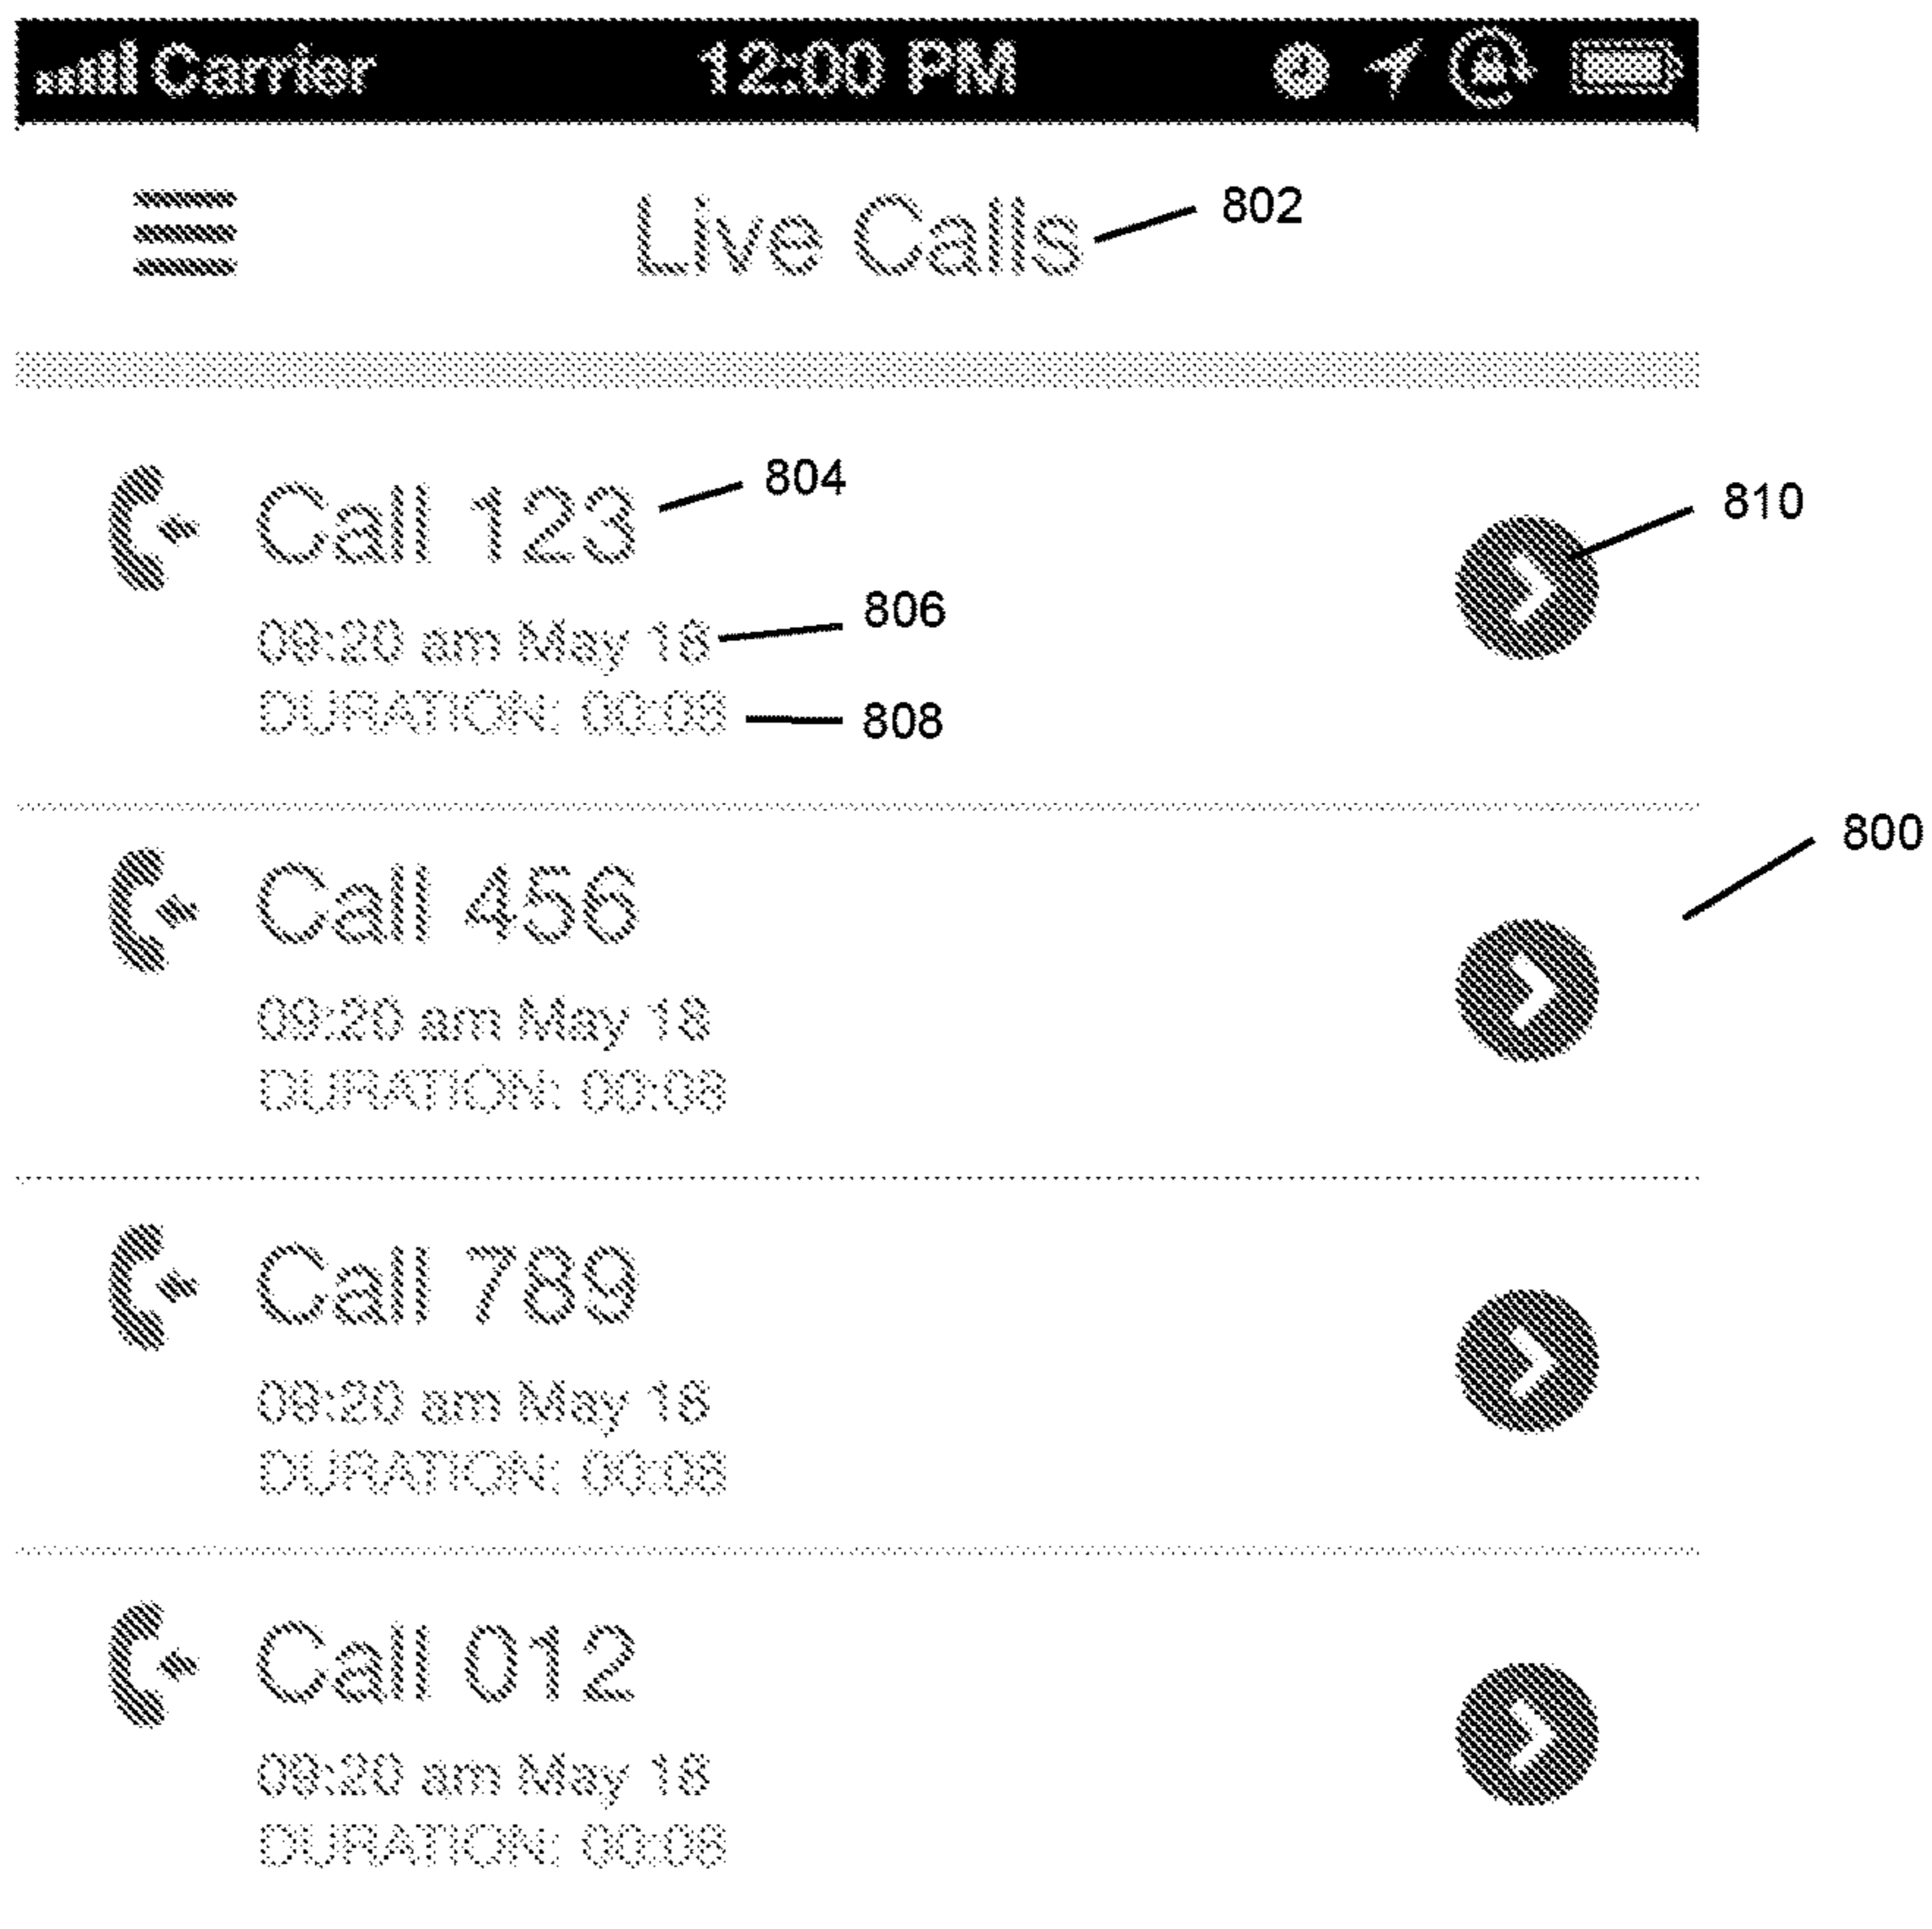 Carrier 12:00 PM
Live Calls 802
Call 123 804
810
09:20 am May 18 806
DURATION: 00:08 808
800
Call 456
09:20 am May 18
DURATION: 00:08
Call 789
09:20 am May 18
DURATION: 00:08
Call 012
09:20 am May 18
DURATION: 00:08